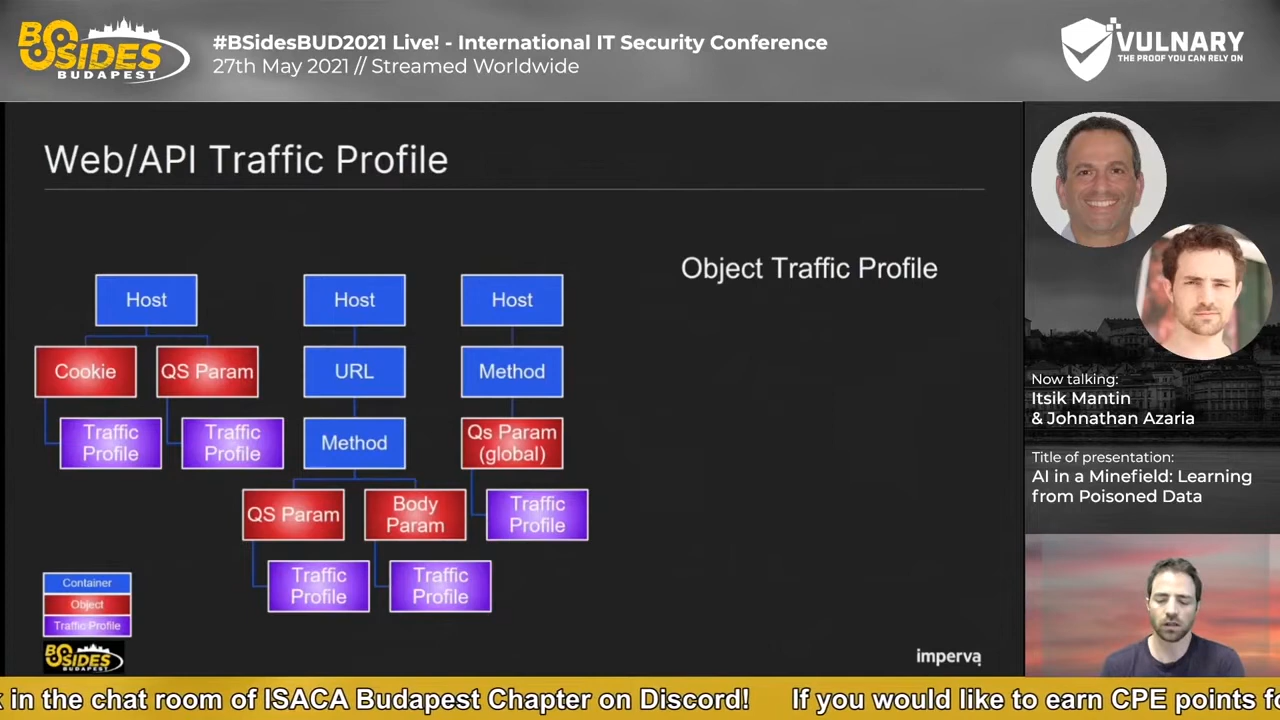 BSIDES
BUDAPEST
#BSidesBUD2021 Live! - International IT Security Conference
27th May 2021 // Streamed Worldwide
VULNARY
THE PROOF YOU CAN RELY ON
Web/API Traffic Profile
Object Traffic Profile
Host
Host
Host
Cookie
QS Param
URL
Method
Traffic
Profile
Traffic
Profile
Method
Qs Param
(global)
QS Param
Body
Param
Traffic
Profile
Traffic
Profile
Traffic
Profile
Container
Object
Traffic Profile
BSIDES
BUDAPEST
imperva
Now talking:
Itsik Mantin
& Johnathan Azaria
Title of presentation:
AI in a Minefield: Learning
from Poisoned Data
in the chat room of ISACA Budapest Chapter on Discord! If you would like to earn CPE points